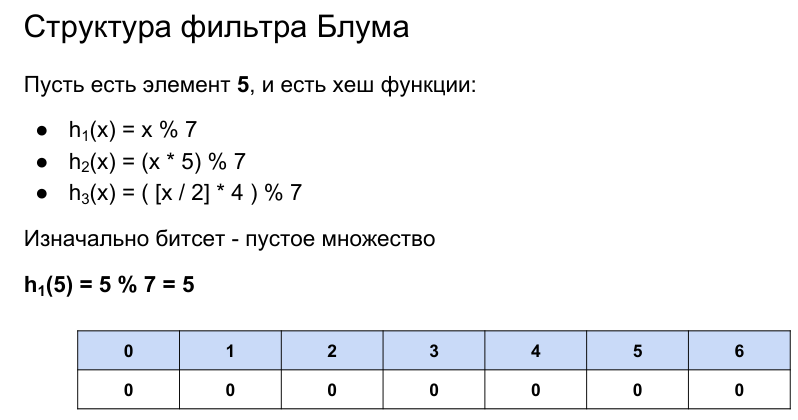 Структура фильтра Блума
Пусть есть элемент 5, и есть хеш функции:
● h₁(x) = x % 7
● h₂(x) = (x * 5) % 7
● h₃(x) = ( [x / 2] * 4 ) % 7
Изначально битсет - пустое множество
h₁(5) = 5 % 7 = 5
0 1 2 3 4 5 6
0 0 0 0 0 0 0